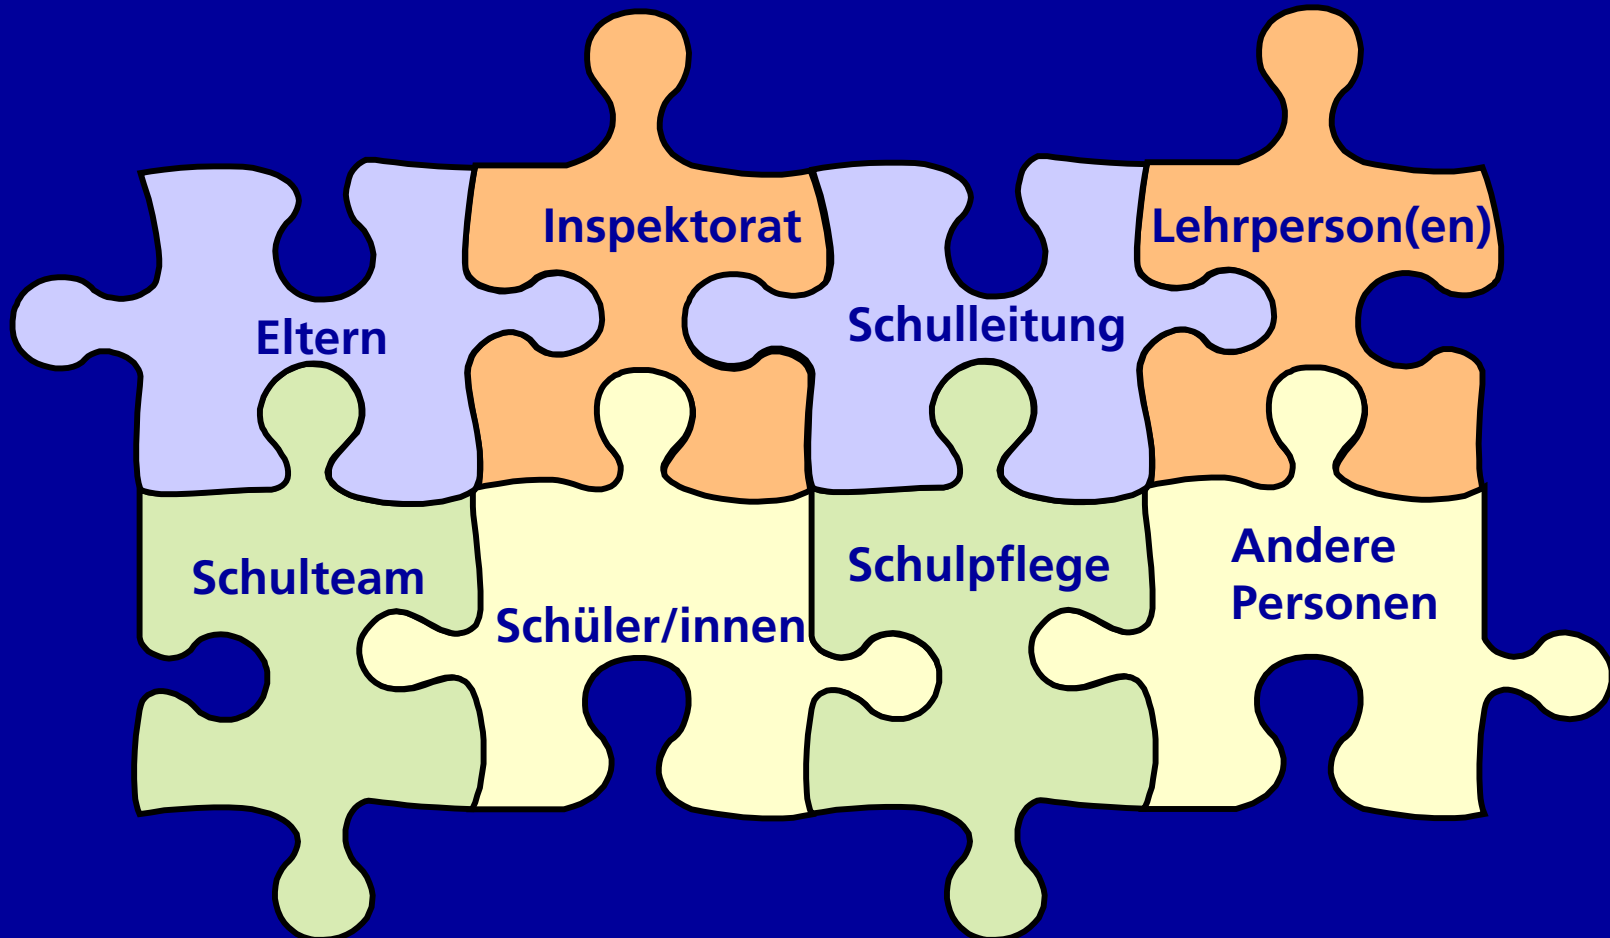 Inspektorat
Lehrperson(en)
Eltern
Schulleitung
Schulteam
Schüler/innen
Schulpflege
Andere
Personen